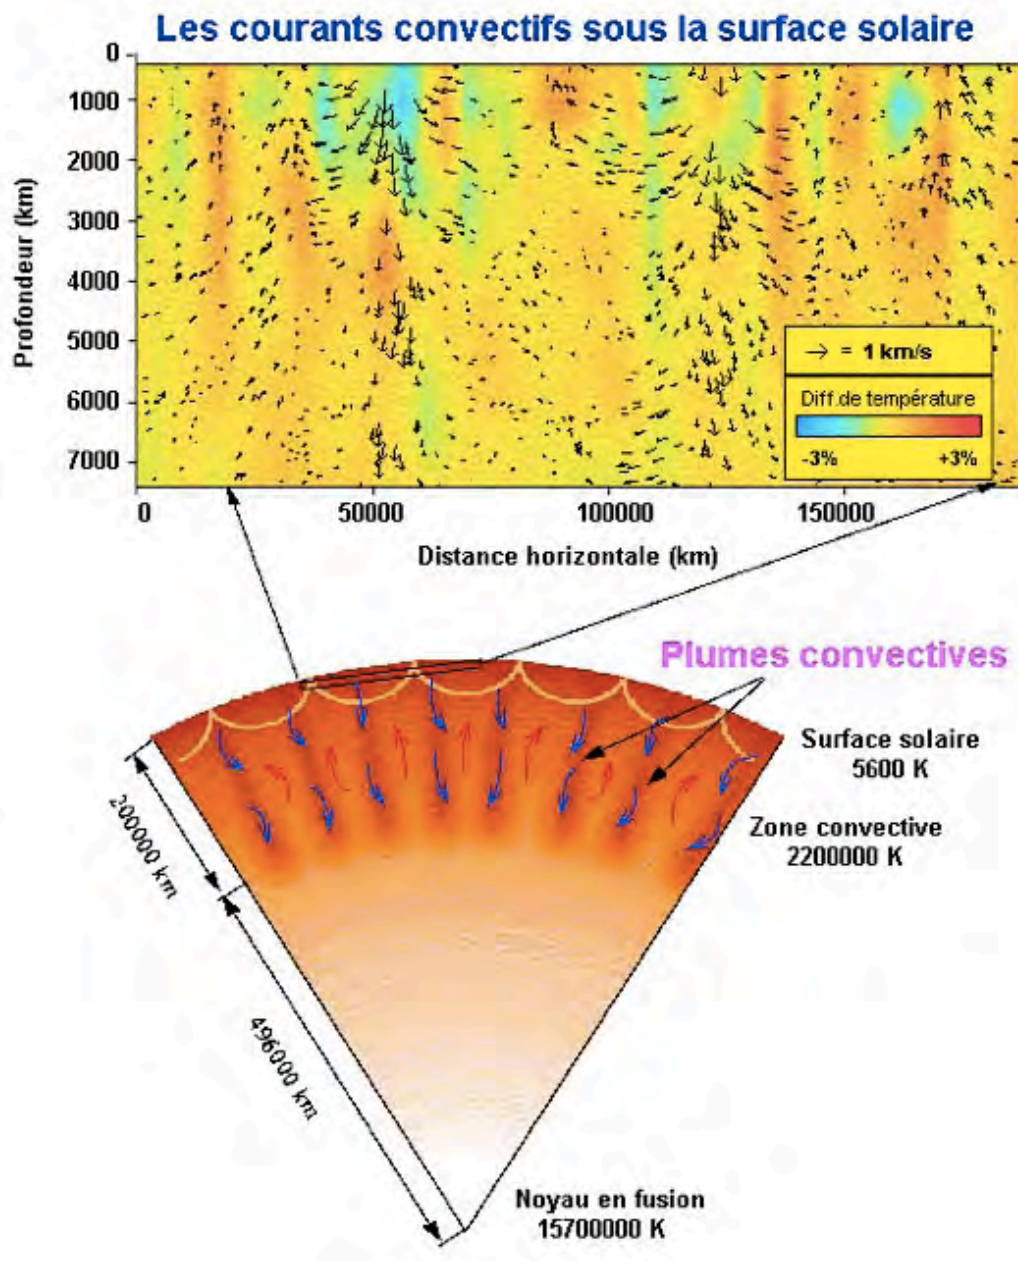 Les courants convectifs sous la surface solaire
0
1000
2000
3000
4000
5000
6000
7000
Profondeur (km)
= 1 km/s
Diff.de température
-3% +3%
0 50000 100000 150000
Distance horizontale (km)
Plumes convectives
Surface solaire
5600 K
Zone convective
2200000 K
200000 km
496000 km
Noyau en fusion
15700000 K